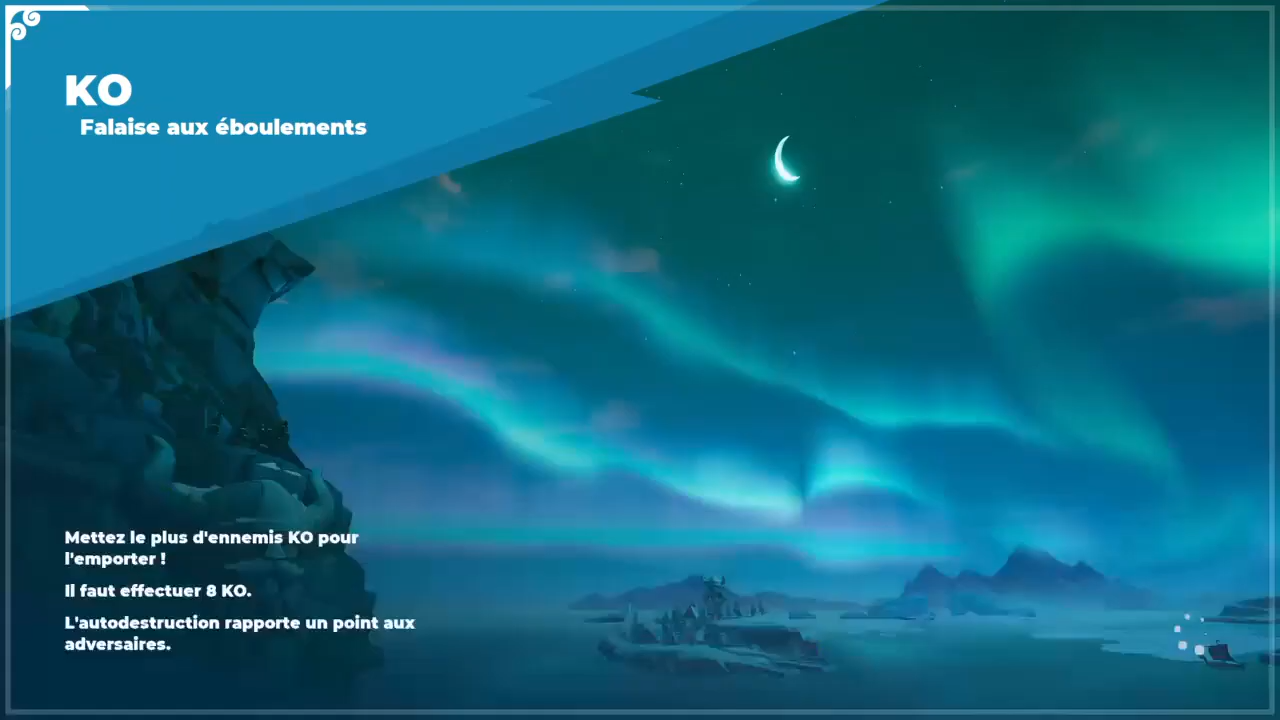 KO
Falaise aux éboulements
Mettez le plus d'ennemis KO pour
l'emporter !
Il faut effectuer 8 KO.
L'autodestruction rapporte un point aux
adversaires.